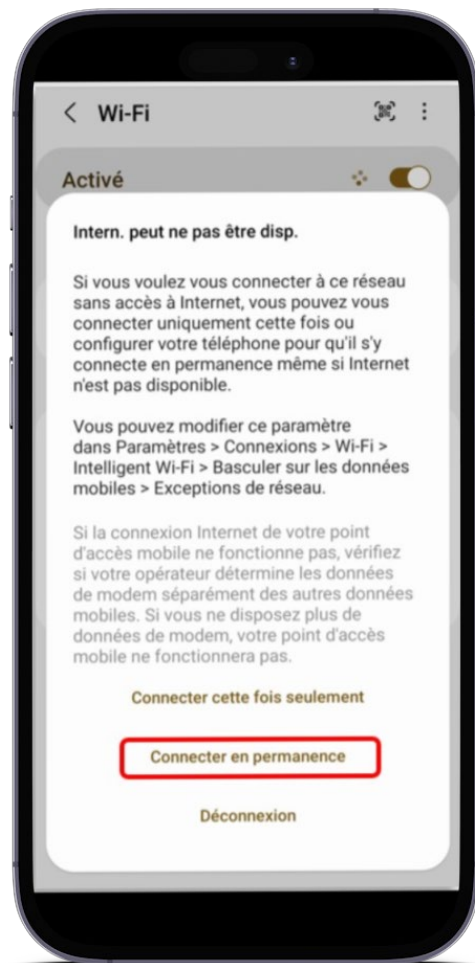 Wi-Fi
Activé
Intern. peut ne pas être disp.
Si vous voulez vous connecter à ce réseau
sans accès à Internet, vous pouvez vous
connecter uniquement cette fois ou
configurer votre téléphone pour qu'il s'y
connecte en permanence même si Internet
n'est pas disponible.
Vous pouvez modifier ce paramètre
dans Paramètres > Connexions > Wi-Fi >
Intelligent Wi-Fi > Basculer sur les données
mobiles > Exceptions de réseau.
Si la connexion Internet de votre point
d'accès mobile ne fonctionne pas, vérifiez
si votre opérateur détermine les données
de modem séparément des autres données
mobiles. Si vous ne disposez plus de
données de modem, votre point d'accès
mobile ne fonctionnera pas.
Connecter cette fois seulement
Connecter en permanence
Déconnexion